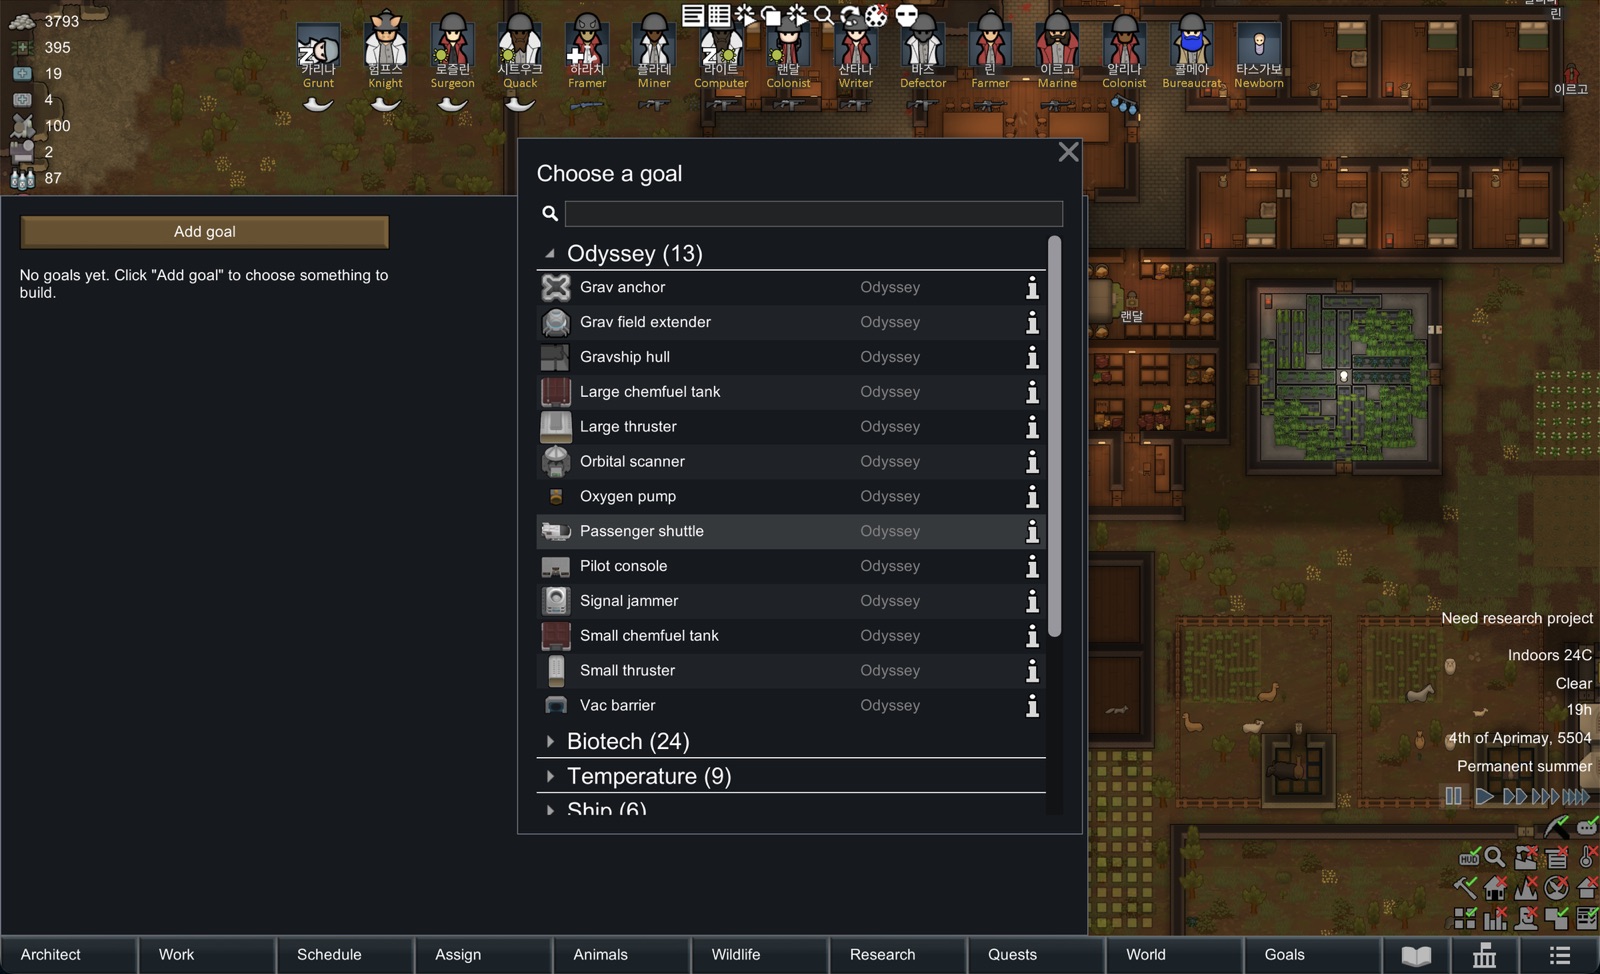 3793
395
19
4
100
2
87
카리나
Grunt
험프스
Knight
로즐린
Surgeon
시트우크
Quack
하라치
Framer
플라데
Miner
라이트
Computer
랜달
Colonist
산타나
Writer
바즈
Defector
린
Farmer
이르고
Marine
알리나
Colonist
콜메아
Bureaucrat
타스가보
Newborn
린
이르고
랜달
Add goal
No goals yet. Click "Add goal" to choose something to
build.
Choose a goal
Odyssey (13)
Grav anchor Odyssey
Grav field extender Odyssey
Gravship hull Odyssey
Large chemfuel tank Odyssey
Large thruster Odyssey
Orbital scanner Odyssey
Oxygen pump Odyssey
Passenger shuttle Odyssey
Pilot console Odyssey
Signal jammer Odyssey
Small chemfuel tank Odyssey
Small thruster Odyssey
Vac barrier Odyssey
Biotech (24)
Temperature (9)
Ship (6)
Need research project
Indoors 24C
Clear
19h
4th of Aprimay, 5504
Permanent summer
HUD
Architect
Work
Schedule
Assign
Animals
Wildlife
Research
Quests
World
Goals